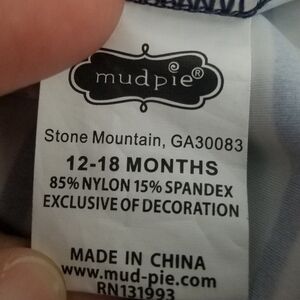 mudpie®
Stone Mountain, GA30083
12-18 MONTHS
85% NYLON 15% SPANDEX
EXCLUSIVE OF DECORATION
MADE IN CHINA
www.mud-pie.com
RN131993